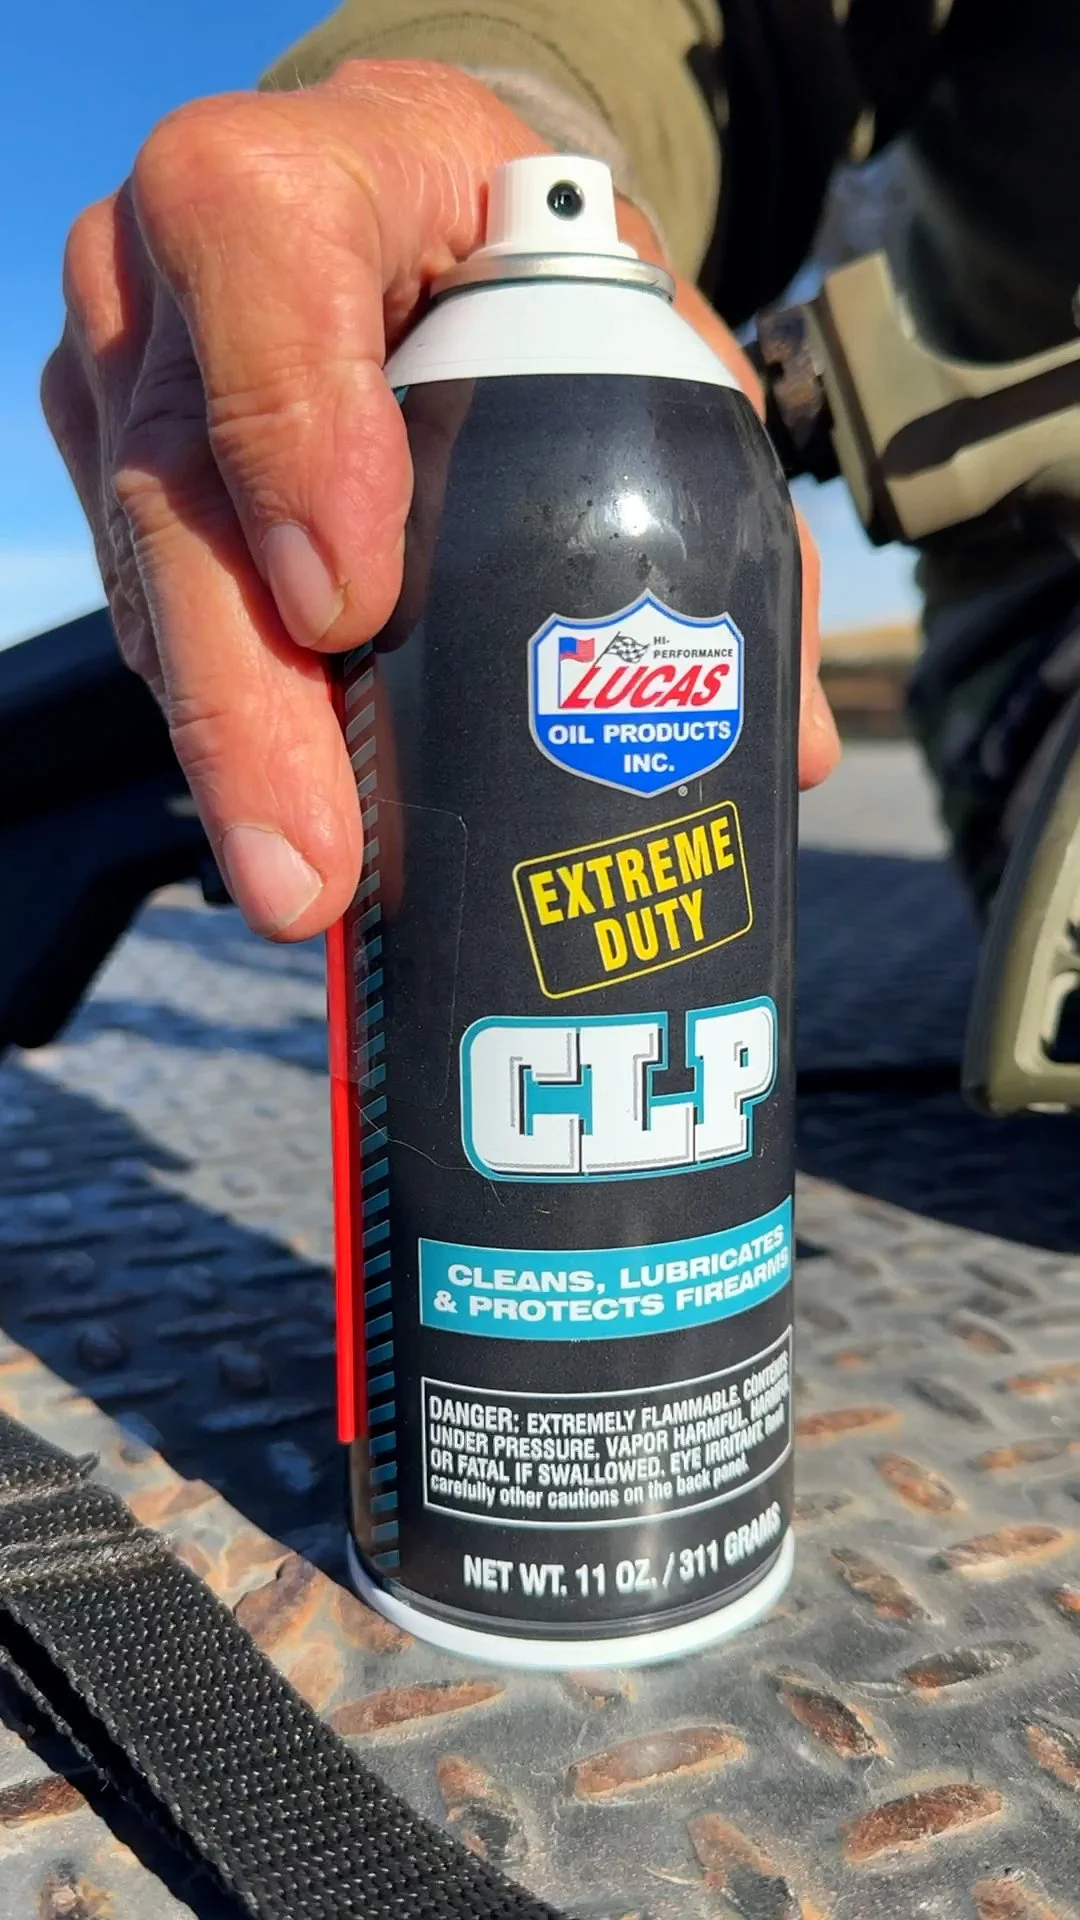 HI-
PERFORMANCE
LUCAS
OIL PRODUCTS
INC.
®
EXTREME
DUTY
CLP
CLEANS, LUBRICATES
& PROTECTS FIREARMS
DANGER: EXTREMELY FLAMMABLE, CONTENTS
UNDER PRESSURE, VAPOR HARMFUL, HARMFUL
OR FATAL IF SWALLOWED. EYE IRRITANT. Read
carefully other cautions on the back panel.
NET WT. 11 OZ. / 311 GRAMS